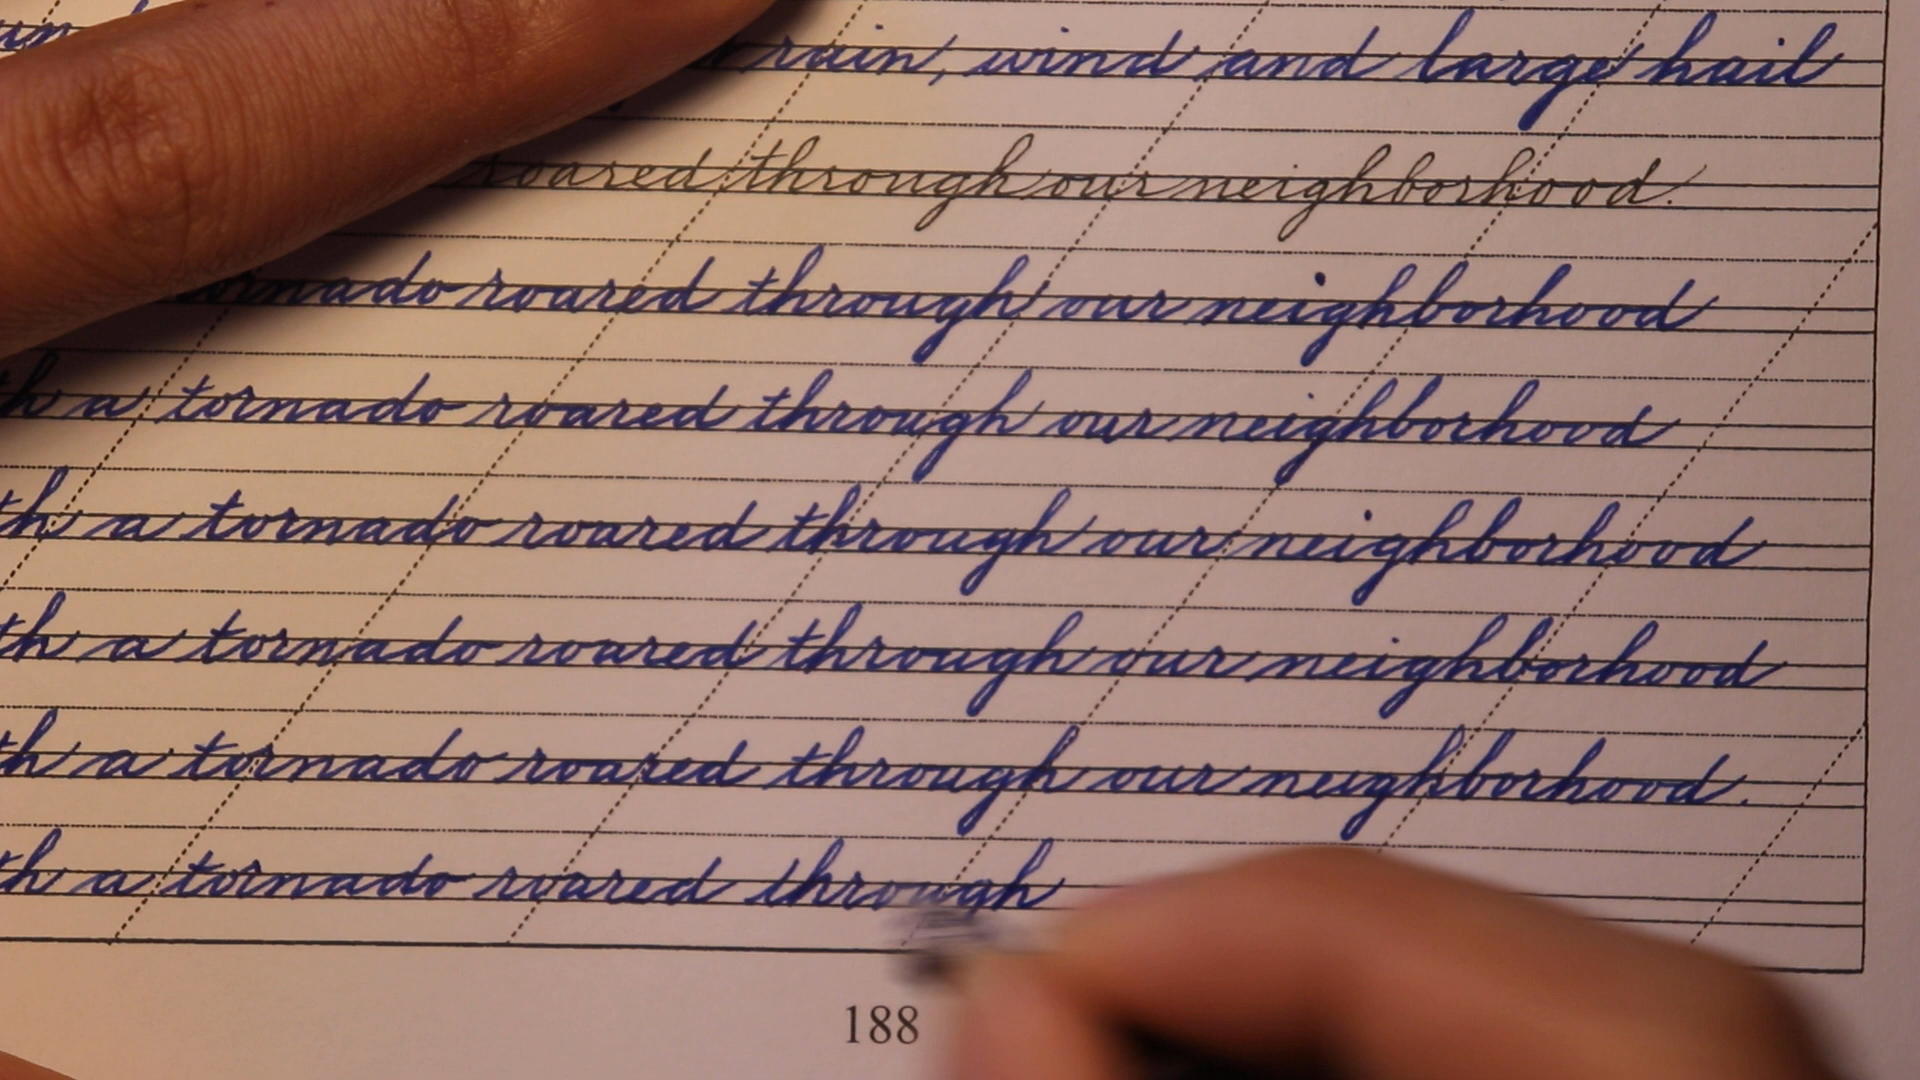 rain, wind and large hail
roared through our neighborhood.
roared through our neighborhood
a tornado roared through our neighborhood
a tornado roared through our neighborhood
a tornado roared through our neighborhood
a tornado roared through our neighborhood.
a tornado roared through
188